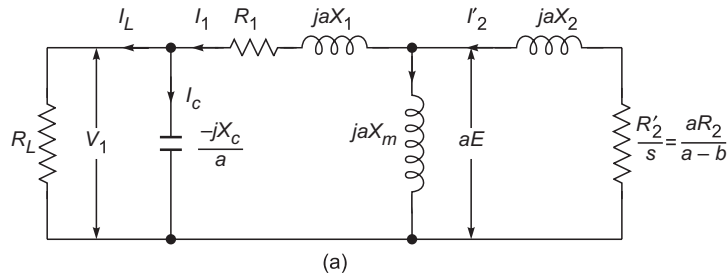 I_L I_1 R_1 jaX_1 I'_2 jaX_2
I_c
R_L V_1 -jX_c/a jaX_m aE R'_2/s = aR_2/(a – b)
(a)